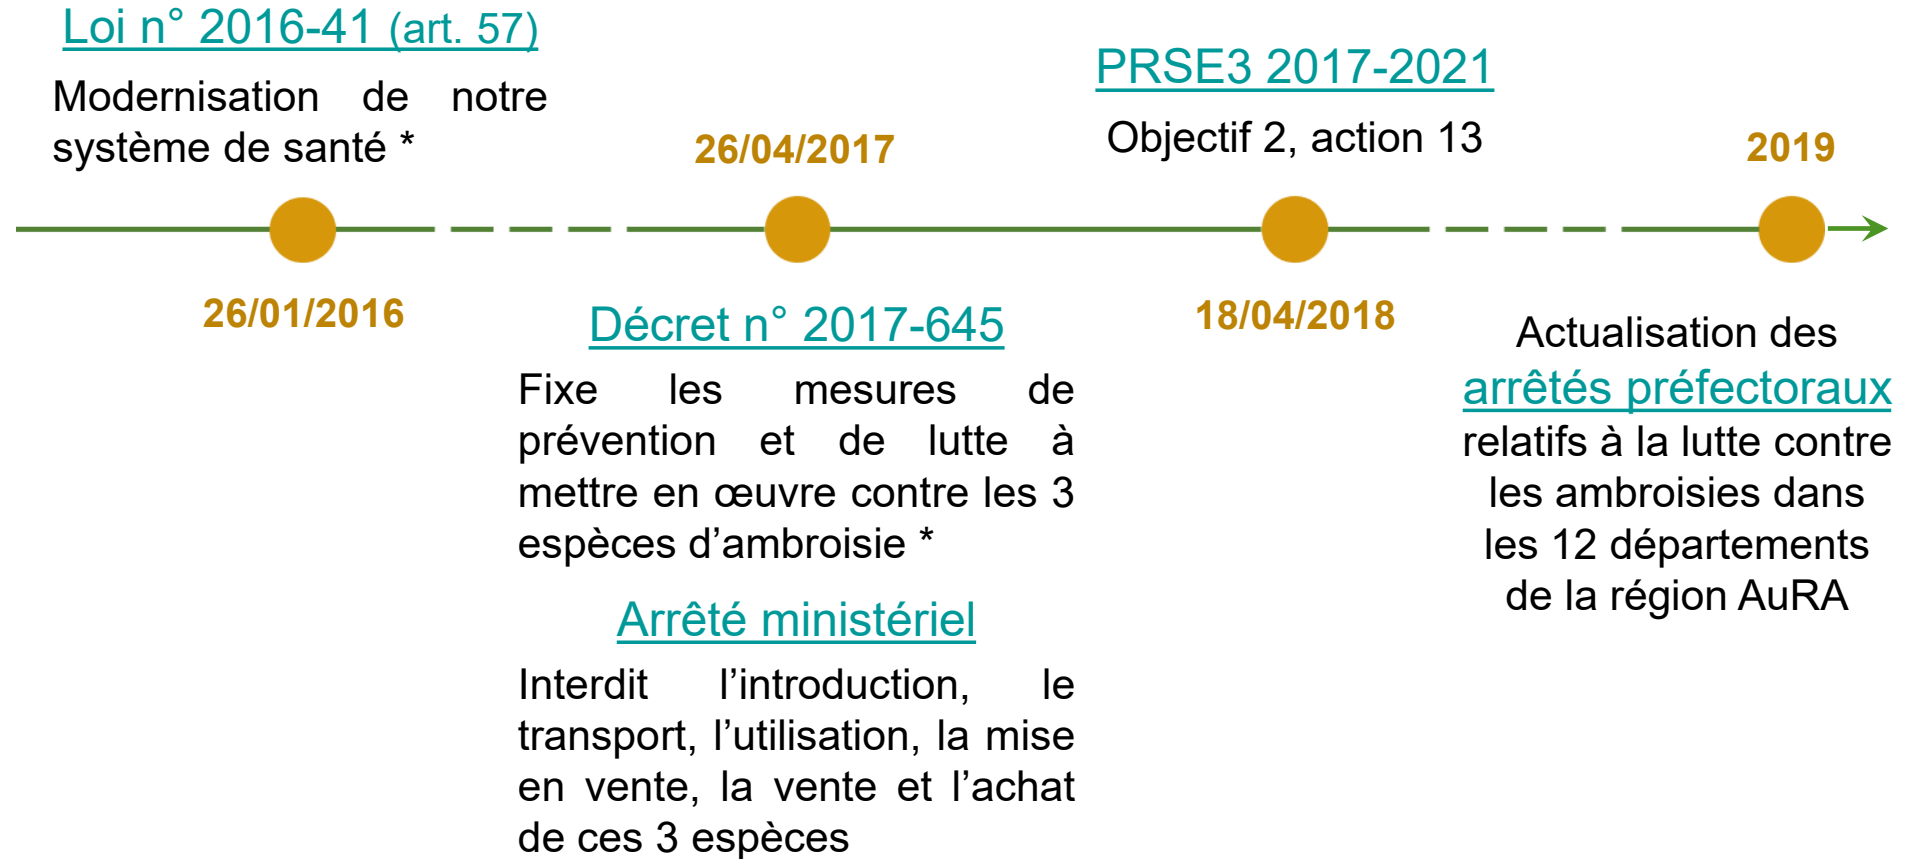 Loi n° 2016-41 (art. 57)
Modernisation de notre
système de santé *
26/01/2016
26/04/2017
Décret n° 2017-645
Fixe les mesures de
prévention et de lutte à
mettre en œuvre contre les 3
espèces d’ambroisie *
Arrêté ministériel
Interdit l’introduction, le
transport, l’utilisation, la mise
en vente, la vente et l’achat
de ces 3 espèces
PRSE3 2017-2021
Objectif 2, action 13
18/04/2018
2019
Actualisation des
arrêtés préfectoraux
relatifs à la lutte contre
les ambroisies dans
les 12 départements
de la région AuRA